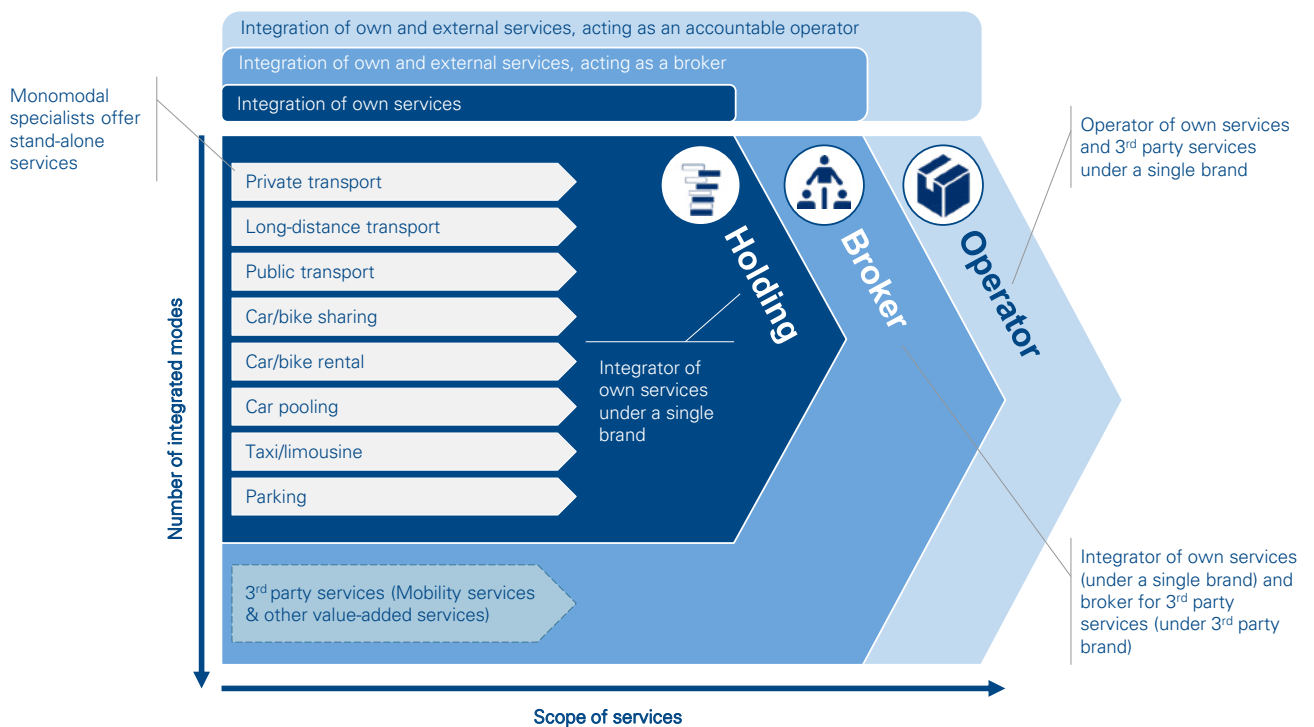 Integration of own and external services, acting as an accountable operator
Integration of own and external services, acting as a broker
Integration of own services
Monomodal
specialists offer
stand-alone
services
Operator of own services
and 3rd party services
under a single brand
Number of integrated modes
Private transport
Long-distance transport
Public transport
Car/bike sharing
Car/bike rental
Car pooling
Taxi/limousine
Parking
Holding
Broker
Operator
Integrator of
own services
under a single
brand
3rd party services (Mobility services
& other value-added services)
Integrator of own services
(under a single brand) and
broker for 3rd party
services (under 3rd party
brand)
Scope of services